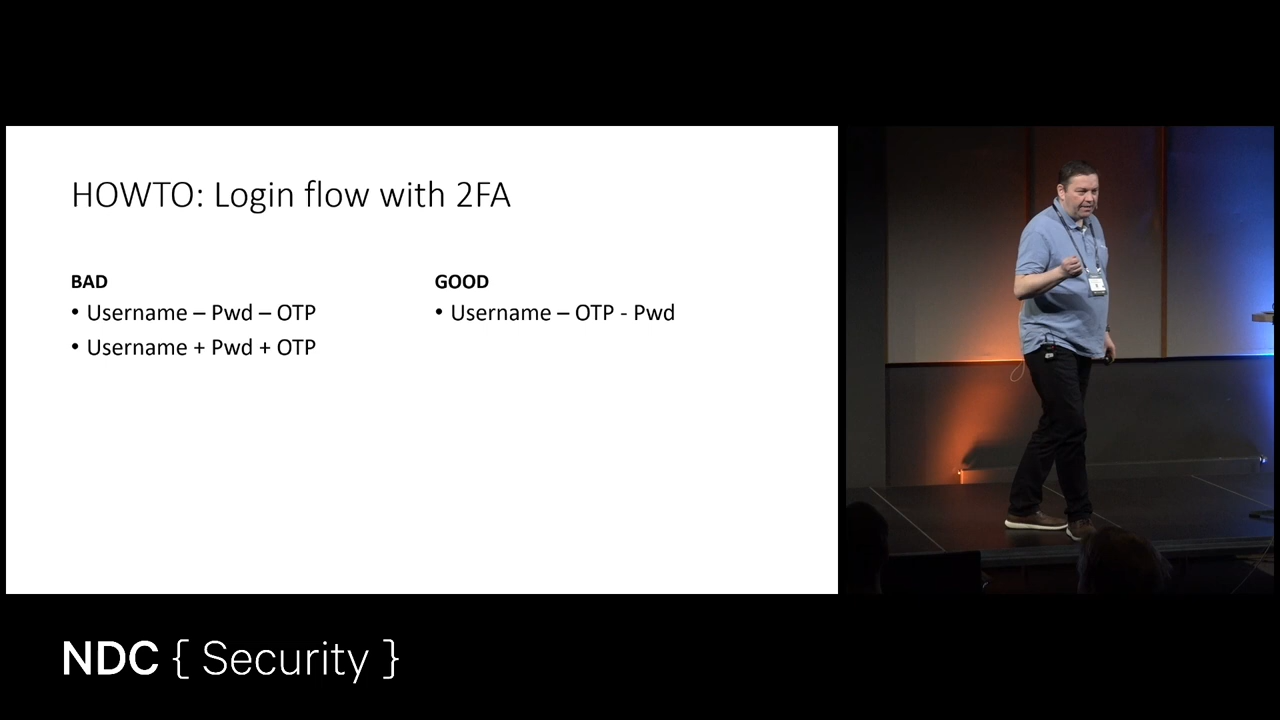 HOWTO: Login flow with 2FA
BAD
• Username – Pwd – OTP
• Username + Pwd + OTP
GOOD
• Username – OTP - Pwd
NDC { Security }